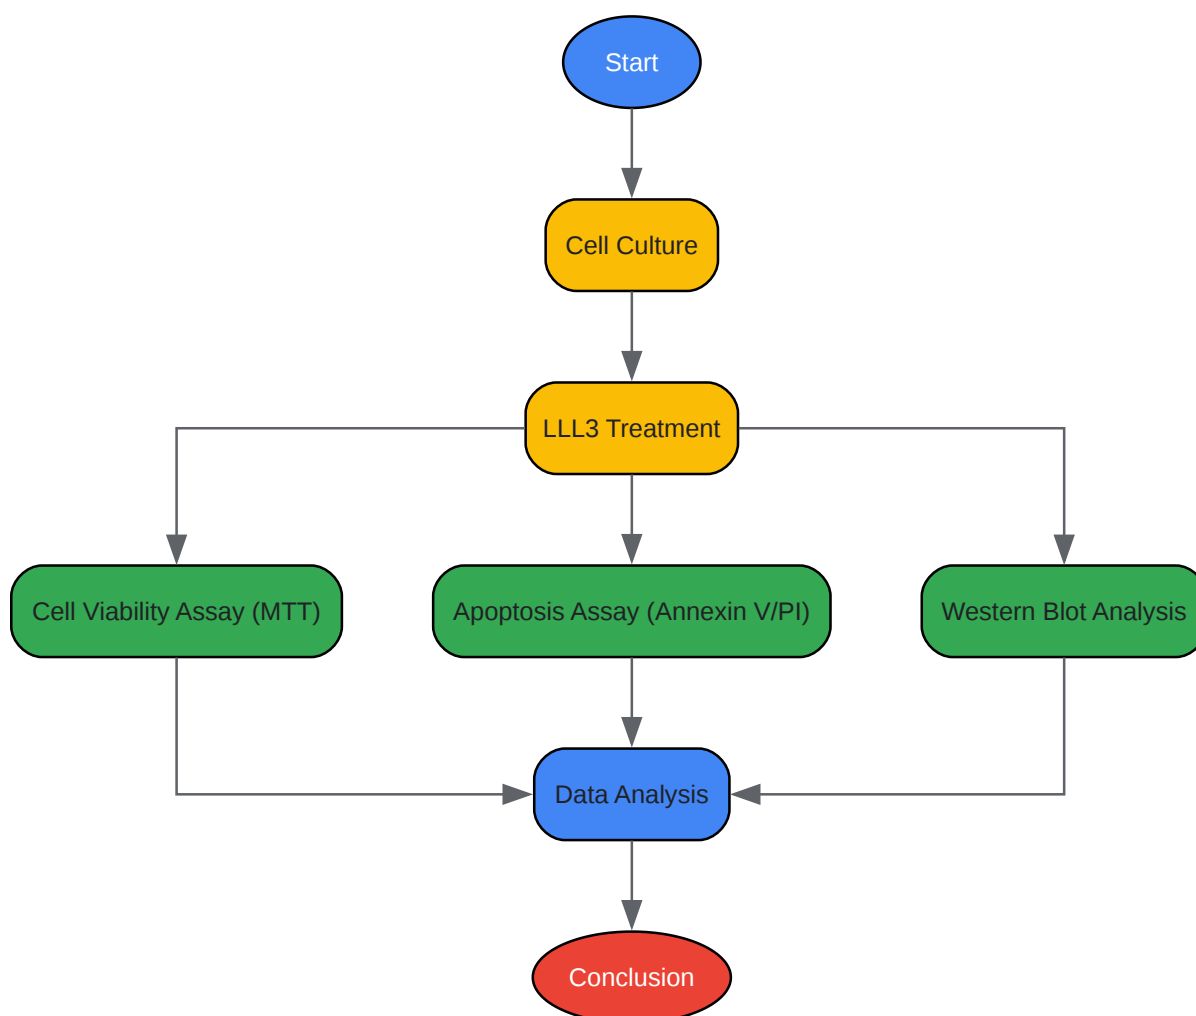 Start
Cell Culture
LLL3 Treatment
Cell Viability Assay (MTT)
Apoptosis Assay (Annexin V/PI)
Western Blot Analysis
Data Analysis
Conclusion